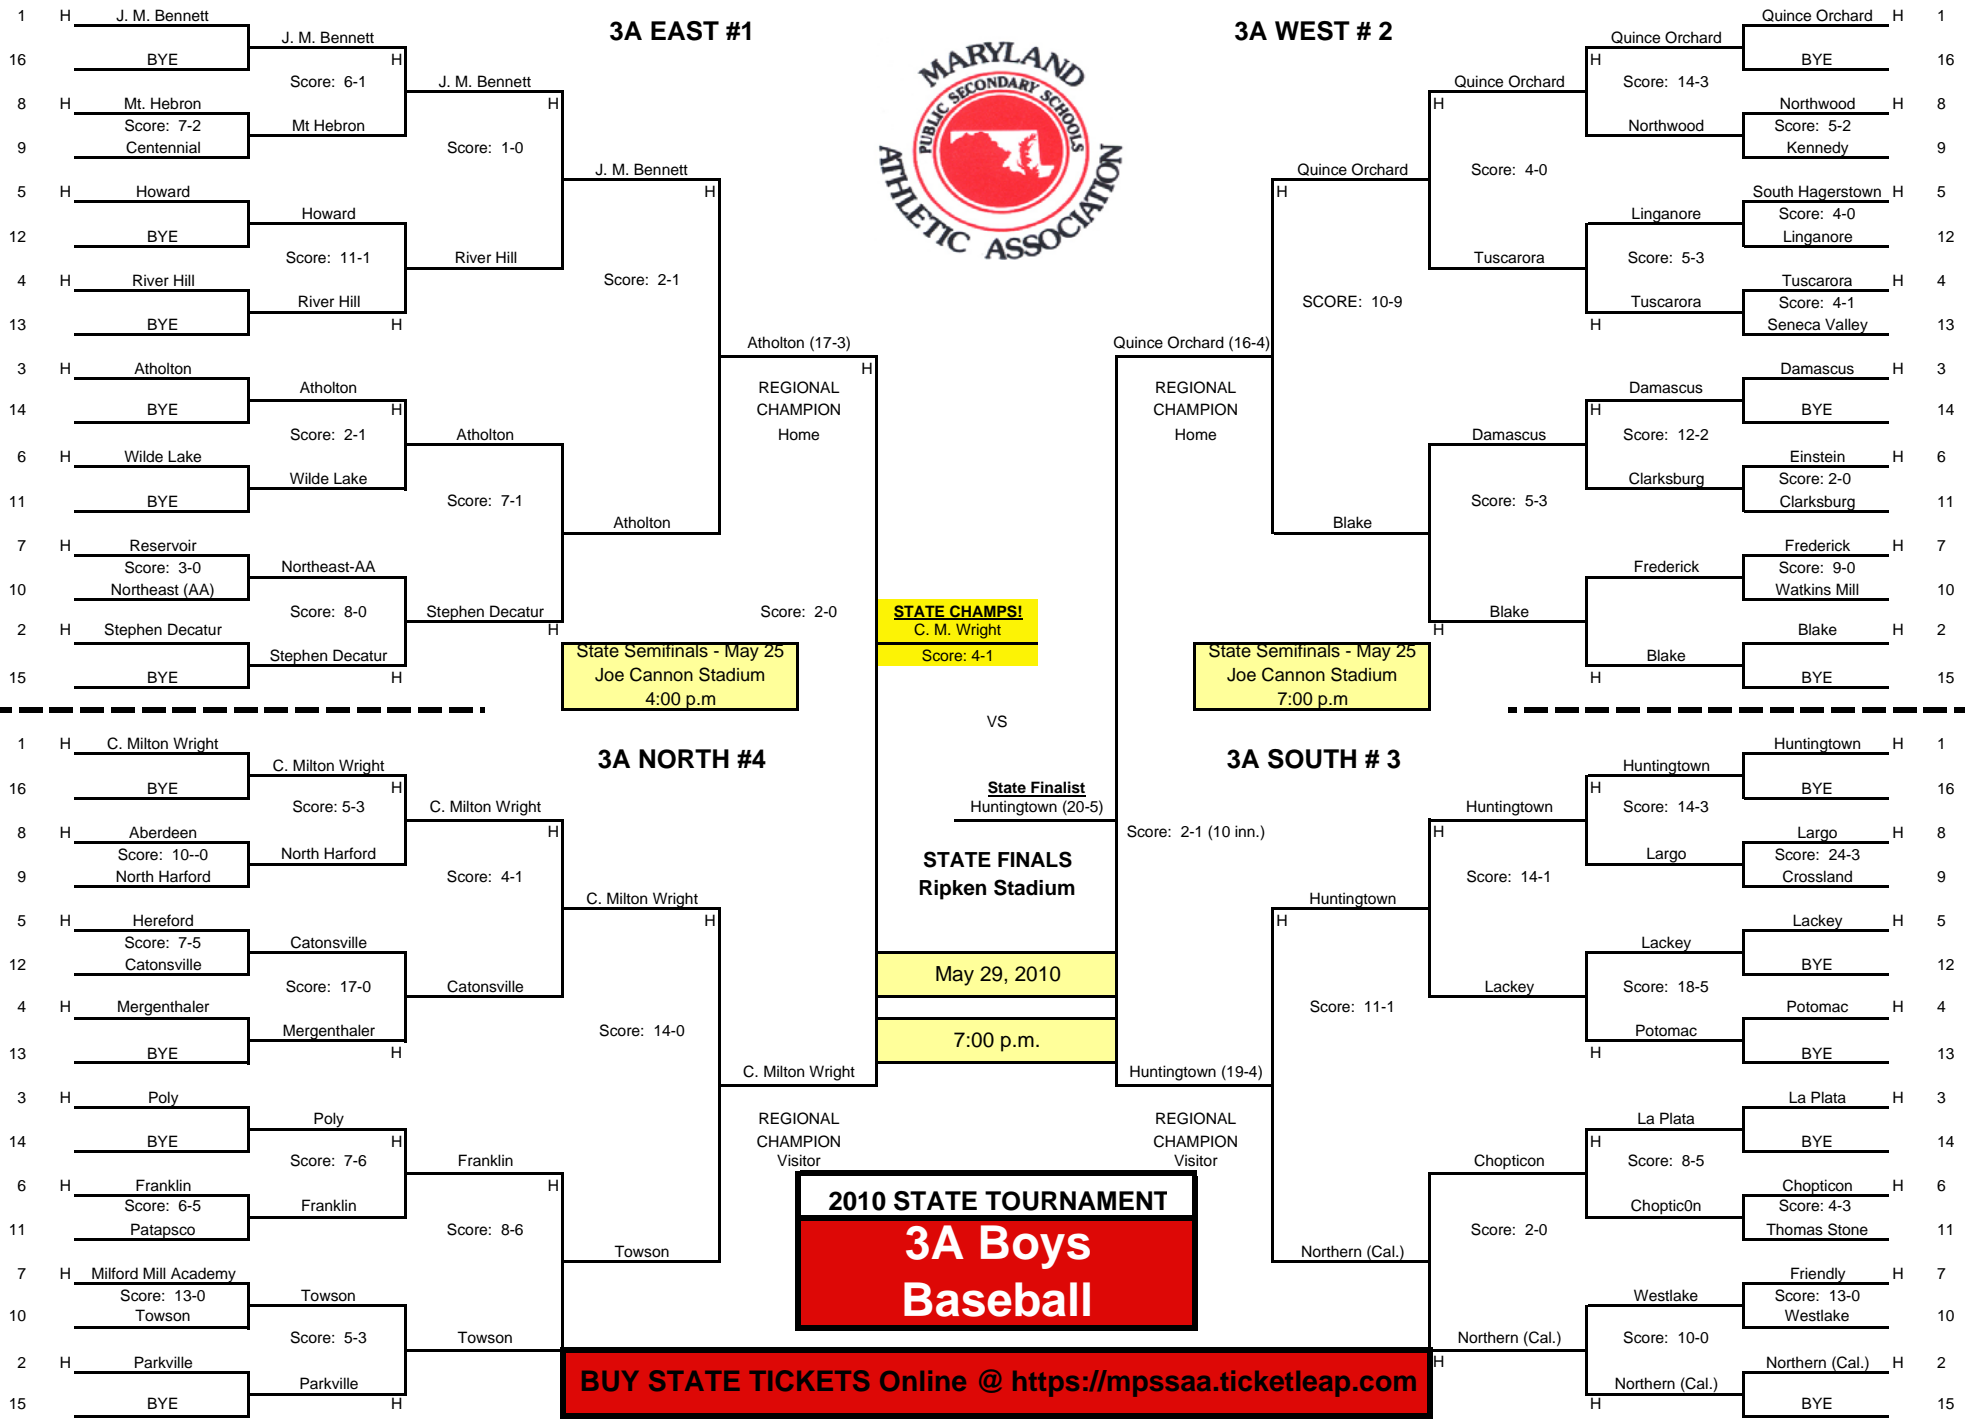 3A EAST #1
1 H J. M. Bennett
16 BYE
J. M. Bennett
H
Score: 6-1
8 H Mt. Hebron
Score: 7-2
9 Centennial
Mt Hebron
J. M. Bennett
H
Score: 1-0
5 H Howard
12 BYE
Howard
Score: 11-1
4 H River Hill
13 BYE
River Hill
H
River Hill
J. M. Bennett
H
Score: 2-1
3 H Atholton
14 BYE
Atholton
H
Score: 2-1
6 H Wilde Lake
11 BYE
Wilde Lake
Atholton
Score: 7-1
7 H Reservoir
Score: 3-0
10 Northeast (AA)
Northeast-AA
Score: 8-0
2 H Stephen Decatur
15 BYE
Stephen Decatur
H
Stephen Decatur
H
Atholton
Atholton (17-3)
H
REGIONAL
CHAMPION
Home
Score: 2-0
State Semifinals - May 25
Joe Cannon Stadium
4:00 p.m
MARYLAND
PUBLIC SECONDARY SCHOOLS
ATHLETIC ASSOCIATION
3A WEST # 2
Quince Orchard H 1
BYE 16
Quince Orchard
H
Score: 14-3
Northwood H 8
Score: 5-2
Kennedy 9
Northwood
Quince Orchard
H
Score: 4-0
South Hagerstown H 5
Score: 4-0
Linganore 12
Linganore
Score: 5-3
Tuscarora H 4
Score: 4-1
Seneca Valley 13
Tuscarora
H
Tuscarora
Quince Orchard
H
SCORE: 10-9
Damascus H 3
BYE 14
Damascus
H
Score: 12-2
Einstein H 6
Score: 2-0
Clarksburg 11
Clarksburg
Damascus
Score: 5-3
Frederick H 7
Score: 9-0
Watkins Mill 10
Frederick
Blake H 2
BYE 15
Blake
H
Blake
H
Blake
Quince Orchard (16-4)
REGIONAL
CHAMPION
Home
State Semifinals - May 25
Joe Cannon Stadium
7:00 p.m
STATE CHAMPS!
C. M. Wright
Score: 4-1
VS
State Finalist
Huntingtown (20-5)
Score: 2-1 (10 inn.)
STATE FINALS
Ripken Stadium
May 29, 2010
7:00 p.m.
3A NORTH #4
1 H C. Milton Wright
16 BYE
C. Milton Wright
H
Score: 5-3
8 H Aberdeen
Score: 10--0
9 North Harford
North Harford
C. Milton Wright
H
Score: 4-1
5 H Hereford
Score: 7-5
12 Catonsville
Catonsville
Score: 17-0
4 H Mergenthaler
13 BYE
Mergenthaler
H
Catonsville
C. Milton Wright
H
Score: 14-0
3 H Poly
14 BYE
Poly
H
Score: 7-6
6 H Franklin
Score: 6-5
11 Patapsco
Franklin
Franklin
H
Score: 8-6
7 H Milford Mill Academy
Score: 13-0
10 Towson
Towson
Score: 5-3
2 H Parkville
15 BYE
Parkville
H
Towson
Towson
C. Milton Wright
REGIONAL
CHAMPION
Visitor
3A SOUTH # 3
Huntingtown H 1
BYE 16
Huntingtown
H
Score: 14-3
Largo H 8
Score: 24-3
Crossland 9
Largo
Huntingtown
H
Score: 14-1
Lackey H 5
BYE 12
Lackey
Score: 18-5
Potomac H 4
BYE 13
Potomac
H
Lackey
Huntingtown
H
Score: 11-1
La Plata H 3
BYE 14
La Plata
H
Score: 8-5
Chopticon H 6
Score: 4-3
Thomas Stone 11
Choptic0n
Chopticon
Score: 2-0
Friendly H 7
Score: 13-0
Westlake 10
Westlake
Score: 10-0
Northern (Cal.) H 2
BYE 15
Northern (Cal.)
H
Northern (Cal.)
H
Northern (Cal.)
Huntingtown (19-4)
REGIONAL
CHAMPION
Visitor
2010 STATE TOURNAMENT
3A Boys
Baseball
BUY STATE TICKETS Online @ https://mpssaa.ticketleap.com